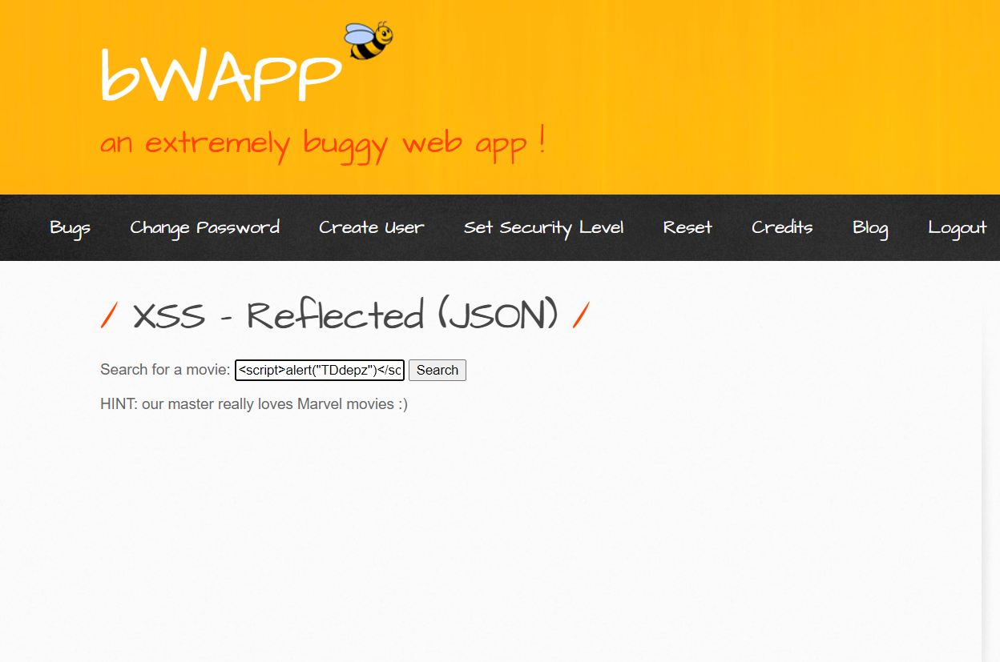 bWAPP
an extremely buggy web app !
Bugs Change Password Create User Set Security Level Reset Credits Blog Logout
/ XSS - Reflected (JSON) /
Search for a movie: <script>alert("TDdepz")</sc Search
HINT: our master really loves Marvel movies :)